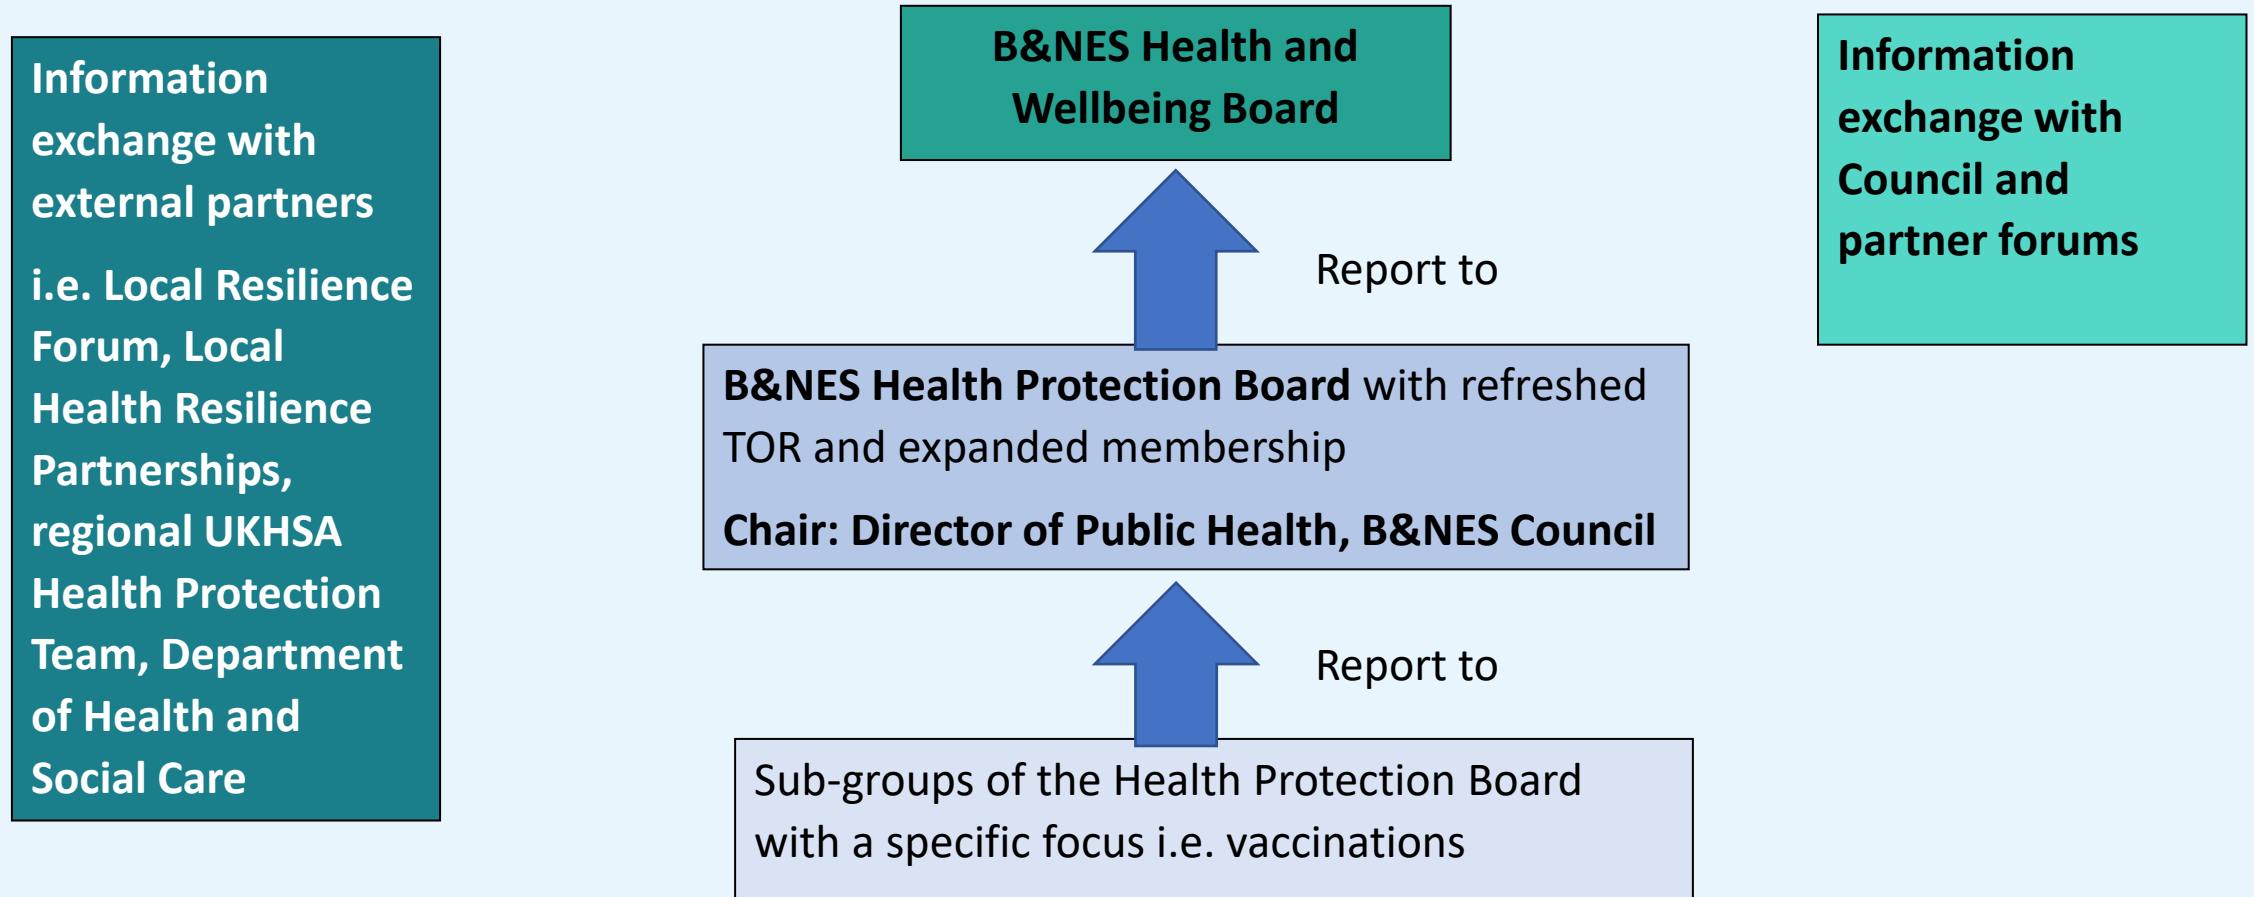 Information
exchange with
external partners
i.e. Local Resilience
Forum, Local
Health Resilience
Partnerships,
regional UKHSA
Health Protection
Team, Department
of Health and
Social Care
B&NES Health and
Wellbeing Board
Report to
B&NES Health Protection Board with refreshed
TOR and expanded membership
Chair: Director of Public Health, B&NES Council
Report to
Sub-groups of the Health Protection Board
with a specific focus i.e. vaccinations
Information
exchange with
Council and
partner forums